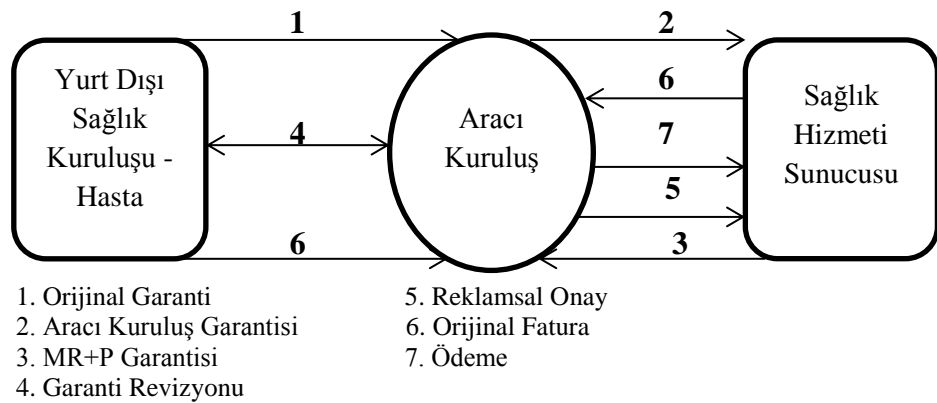 1
2
Yurt Dışı
Sağlık
Kuruluşu -
Hasta
4
6
Aracı
Kuruluş
6
7
5
3
Sağlık
Hizmeti
Sunucusu
1. Orijinal Garanti
2. Aracı Kuruluş Garantisi
3. MR+P Garantisi
4. Garanti Revizyonu
5. Reklamsal Onay
6. Orijinal Fatura
7. Ödeme